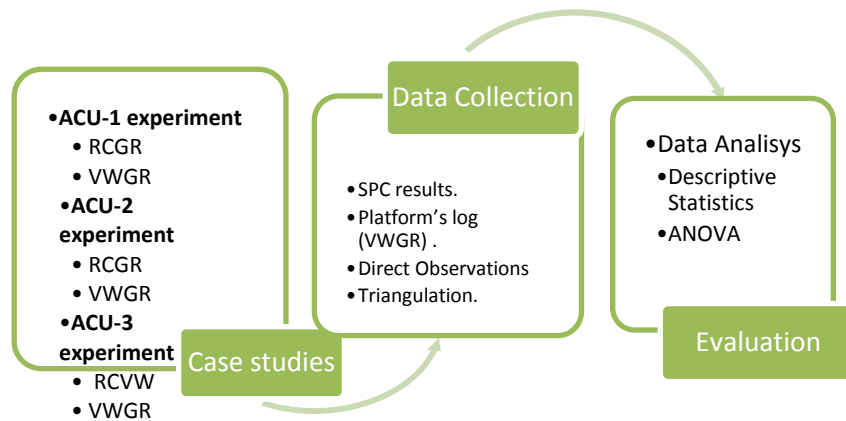 •ACU-1 experiment
• RCGR
• VWGR
•ACU-2
experiment
• RCGR
• VWGR
•ACU-3
experiment
• RCVW
• VWGR
Case studies
Data Collection
•SPC results.
•Platform's log
(VWGR) .
•Direct Observations
•Triangulation.
•Data Analisys
•Descriptive
Statistics
•ANOVA
Evaluation